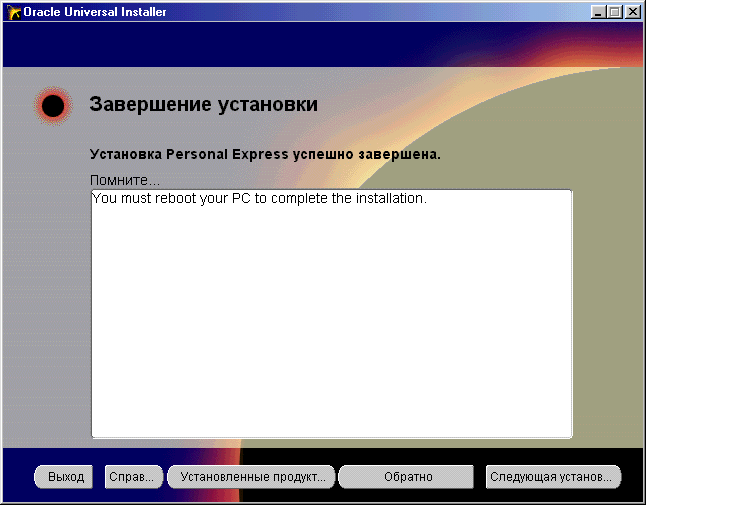 Oracle Universal Installer
Завершение установки
Установка Personal Express успешно завершена.
Помните...
You must reboot your PC to complete the installation.
Выход
Справ...
Установленные продукт...
Обратно
Следующая установ...